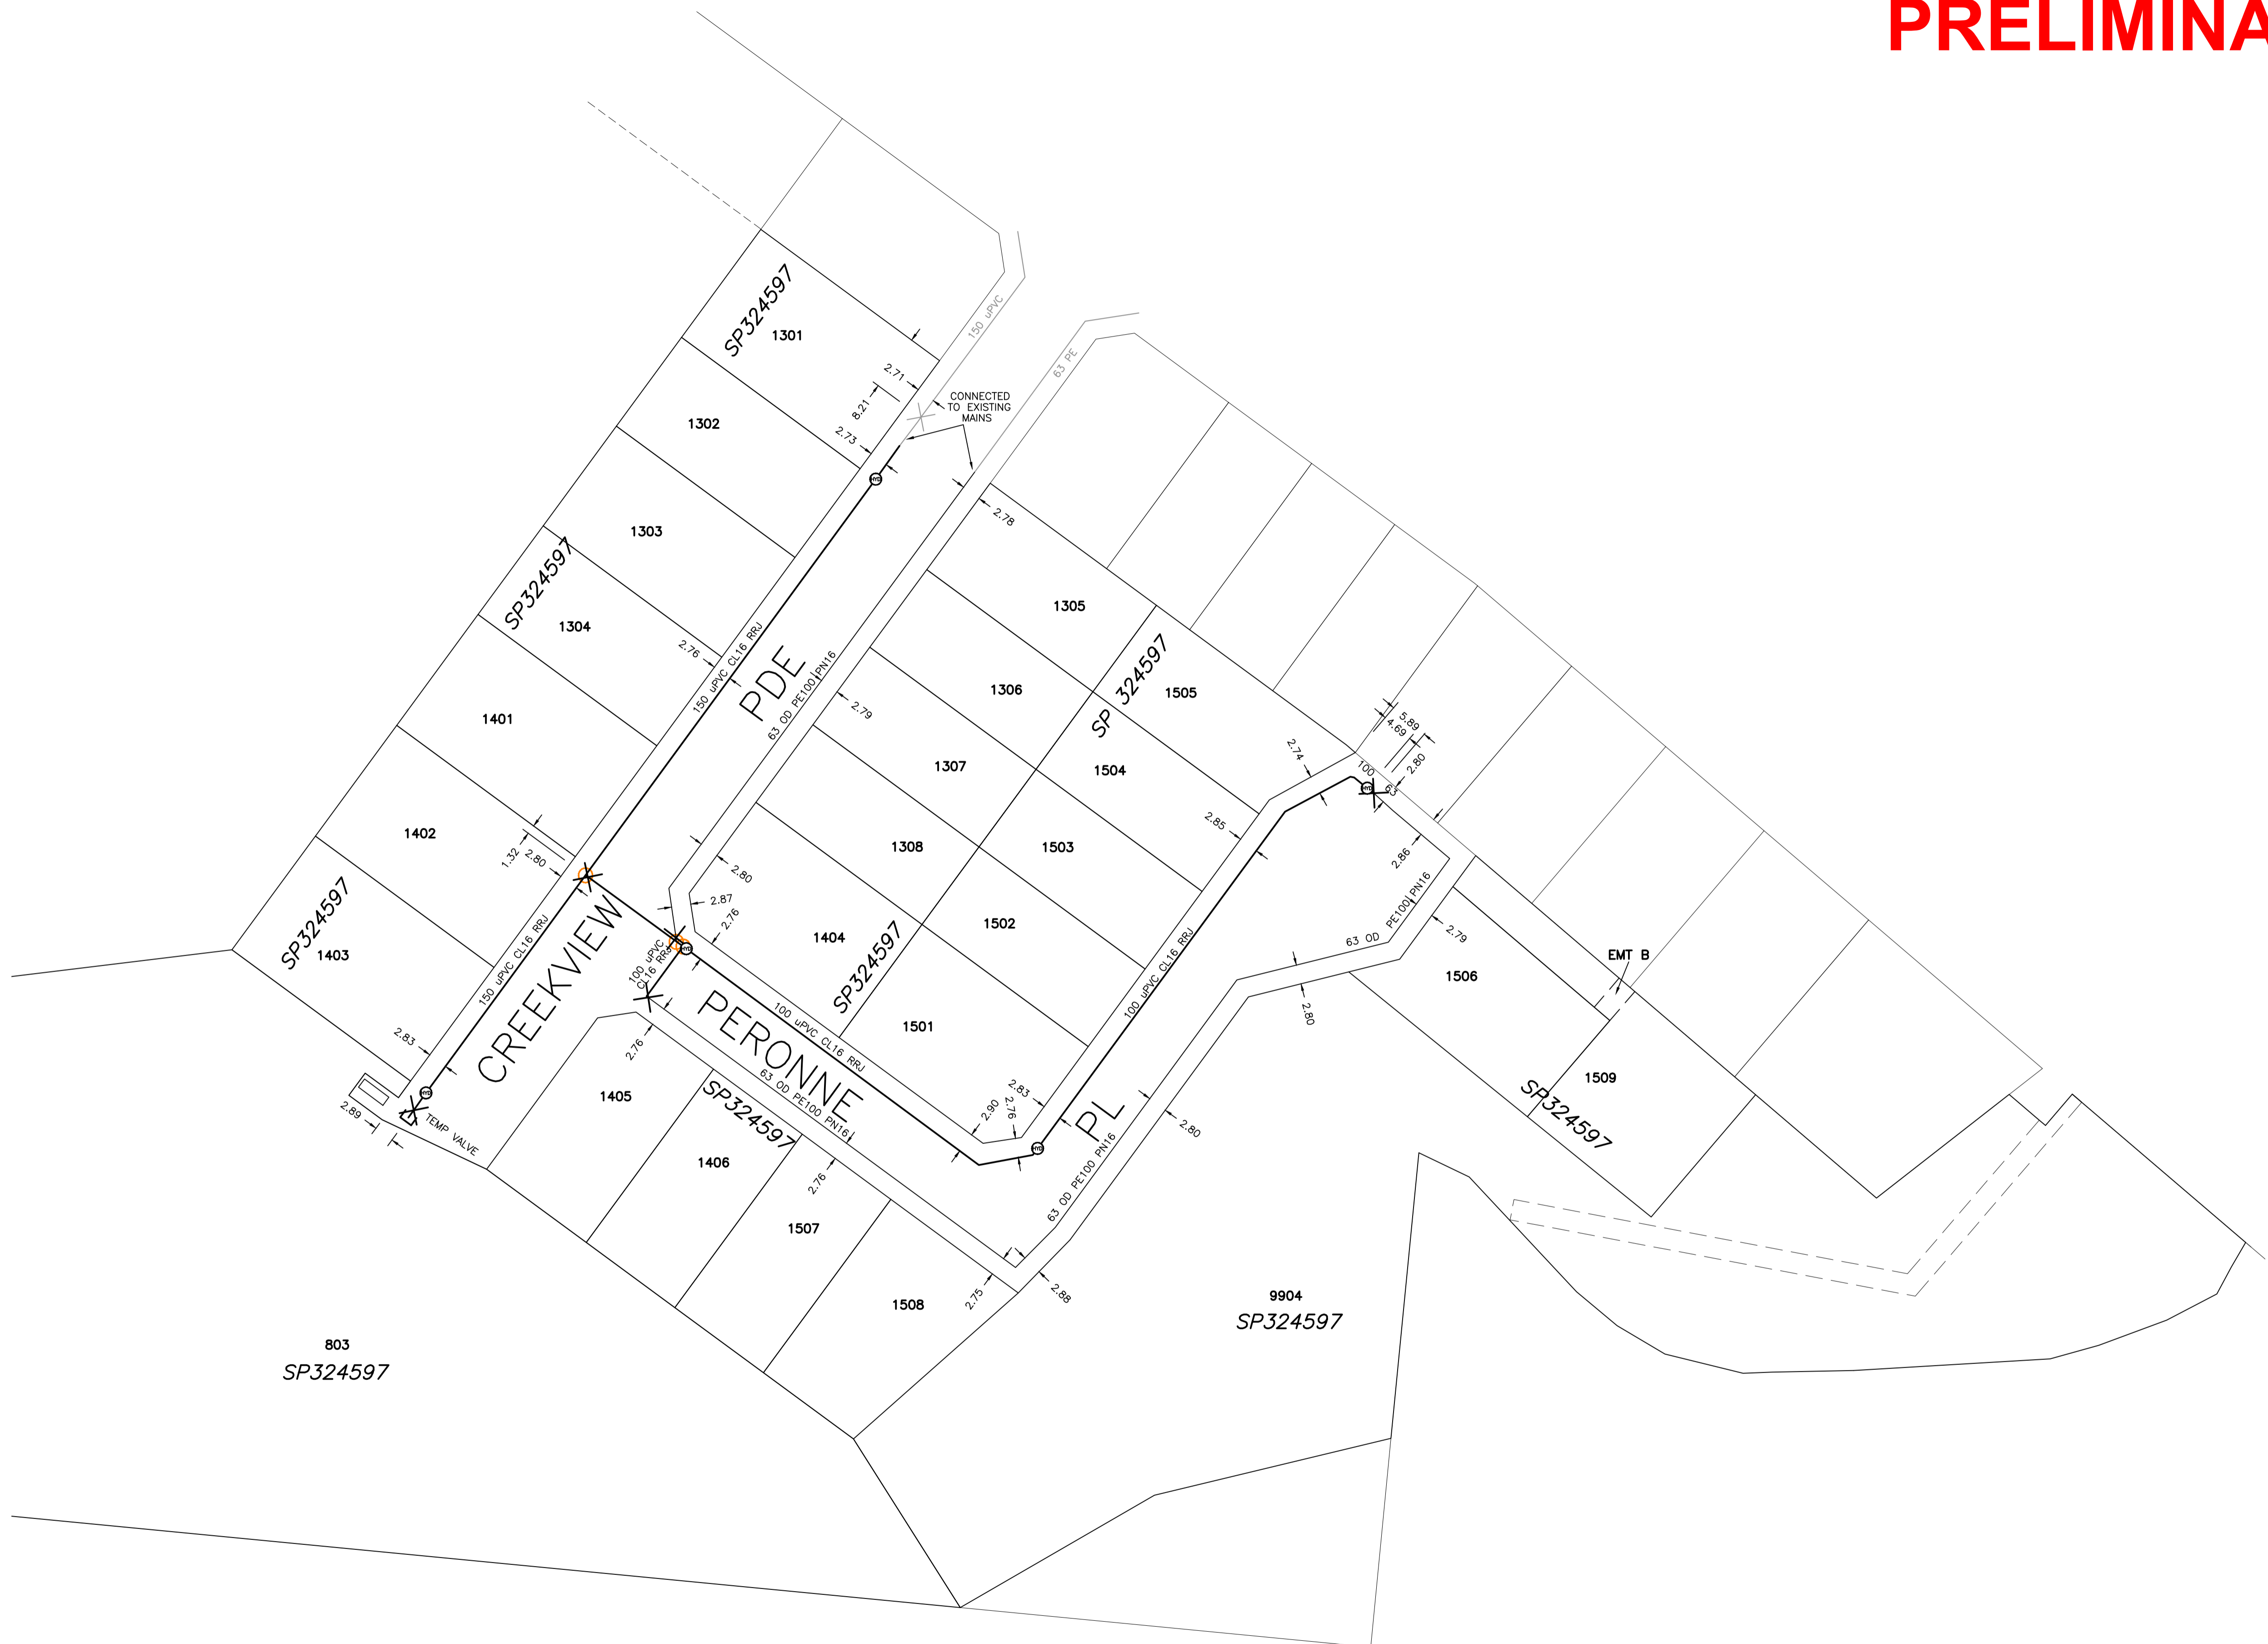 PRELIMINA
SP324597
1301
150 uPVC
63 PE
2.71
8.21
2.73
CONNECTED
TO EXISTING
MAINS
1302
HYD
2.78
1303
SP324597
1304
2.76
150 uPVC CL16 RRJ
PDE
63 OD PE100 PN16
2.79
1305
1306
SP 324597
1505
1307
1504
5.89
4.69
2.80
2.74
100
63
HYD
1401
1402
1.32
2.80
1308
1503
2.85
2.86
2.80
2.87
2.76
1404
1502
63 OD PE100 PN16
2.79
SP324597
1403
150 uPVC CL16 RRJ
CREEKVIEW
100 uPVC
CL16 RRJ
HYD
SP324597
1501
100 uPVC CL16 RRJ
2.80
1506
EMT B
PERONNE
100 uPVC CL16 RRJ
2.83
HYD
2.89
TEMP VALVE
1405
2.76
SP324597
63 OD PE100 PN16
2.90
2.76
2.83
HYD
PL
2.80
1509
SP324597
1406
2.76
1507
63 OD PE100 PN16
1508
2.75
2.88
9904
SP324597
803
SP324597